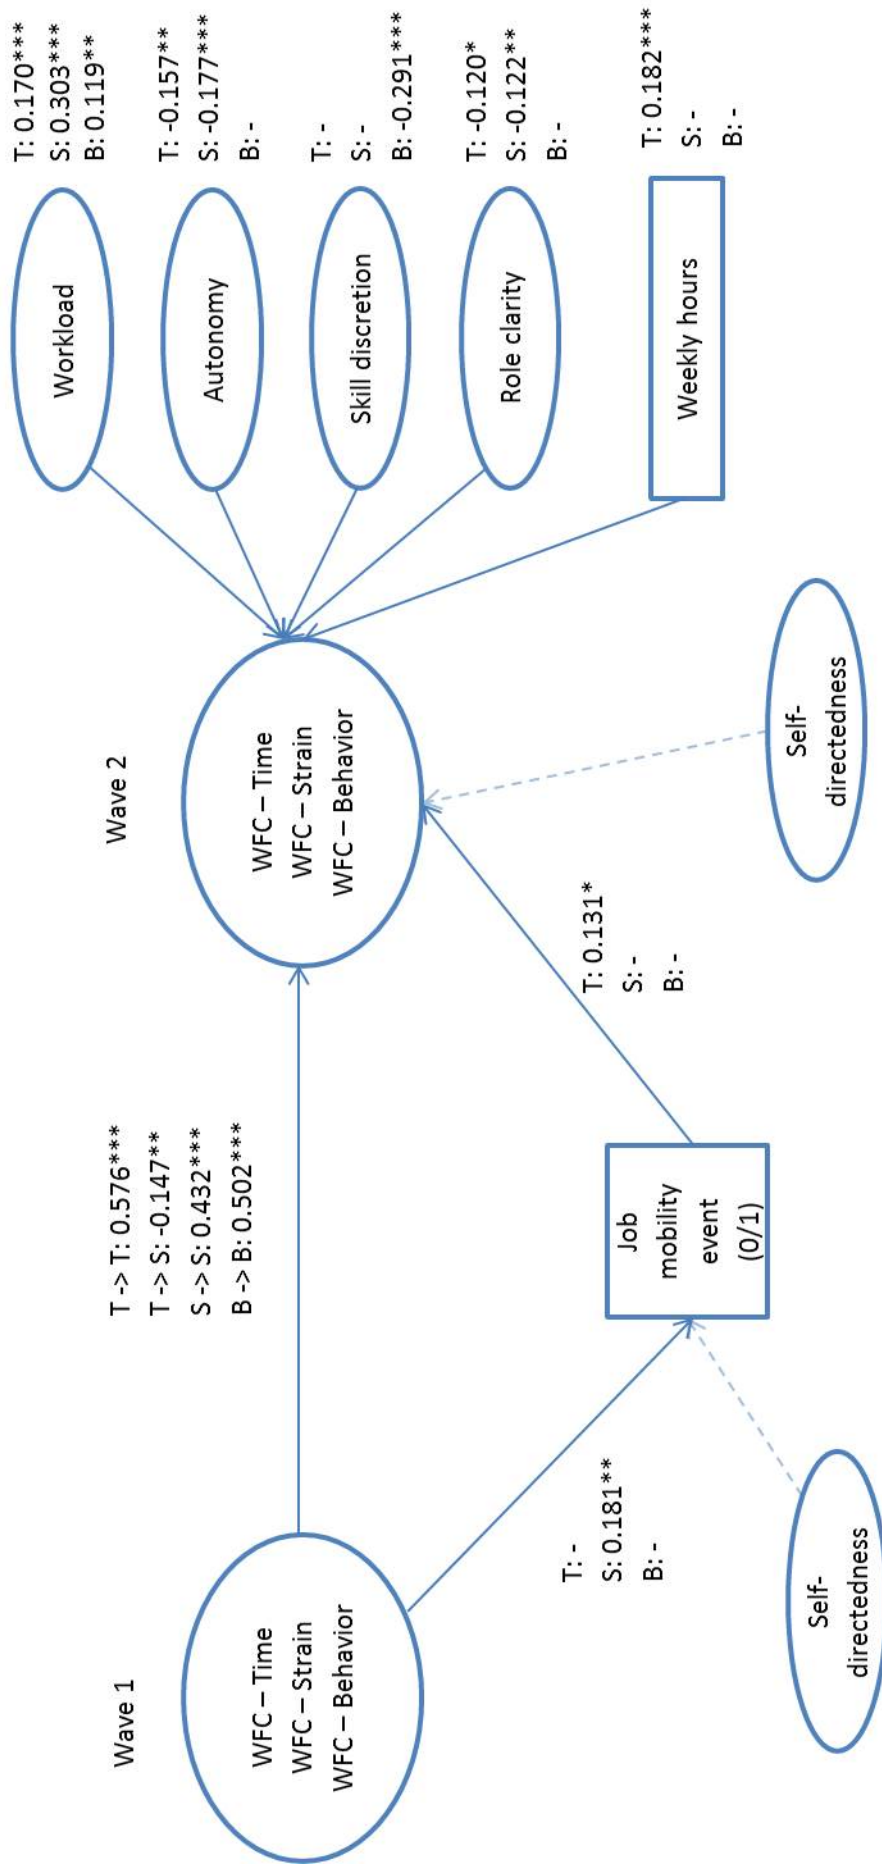 Wave 1
WFC – Time
WFC – Strain
WFC – Behavior
T -> T: 0.576***
T -> S: -0.147**
S -> S: 0.432***
B -> B: 0.502***
Wave 2
WFC – Time
WFC – Strain
WFC – Behavior
Workload
T: 0.170***
S: 0.303***
B: 0.119**
Autonomy
T: -0.157**
S: -0.177***
B: -
Skill discretion
T: -
S: -
B: -0.291***
Role clarity
T: -0.120*
S: -0.122**
B: -
Weekly hours
T: 0.182***
S: -
B: -
T: -
S: 0.181**
B: -
Job
mobility
event
(0/1)
T: 0.131*
S: -
B: -
Self-
directedness
Self-
directedness